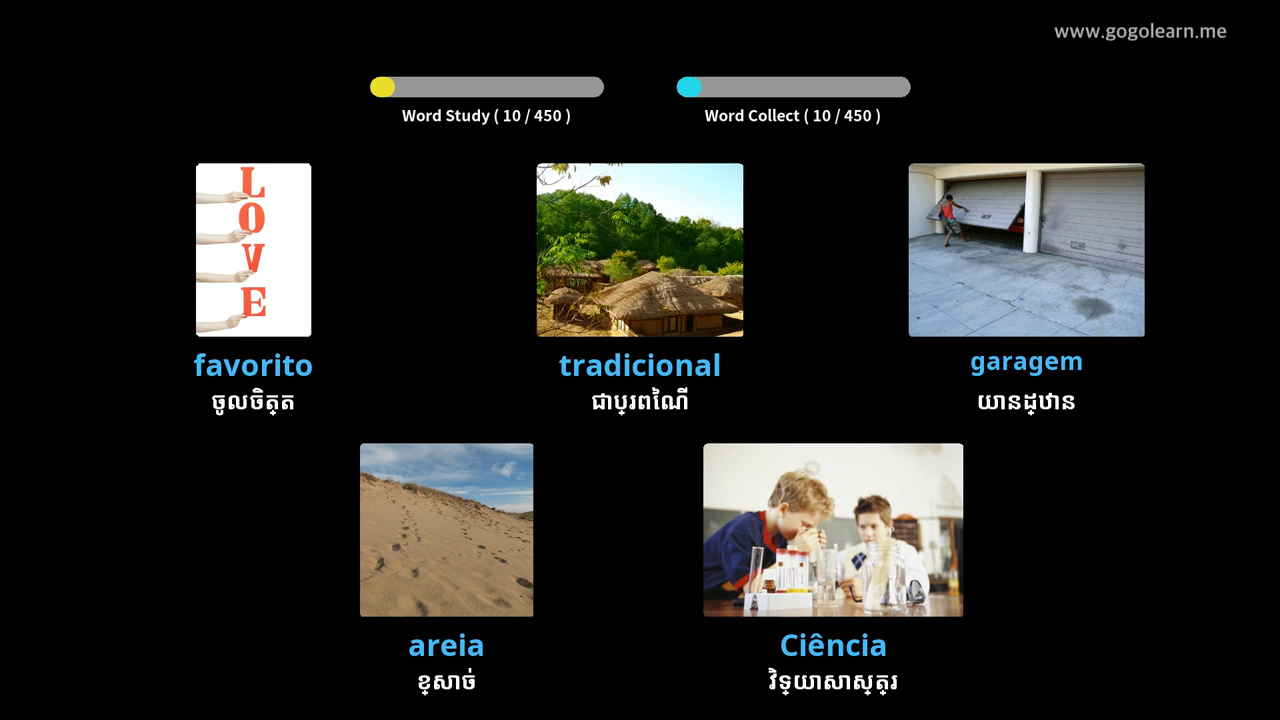 www.gogolearn.me
Word Study ( 10 / 450 )
Word Collect ( 10 / 450 )
L
O
V
E
favorito
ចូលចិត្ត
tradicional
ជាប្រពណៃី
garagem
យានដ្ឋាន
areia
ខ្សាច់
Ciência
វិទ្យាសាស្ត្រ